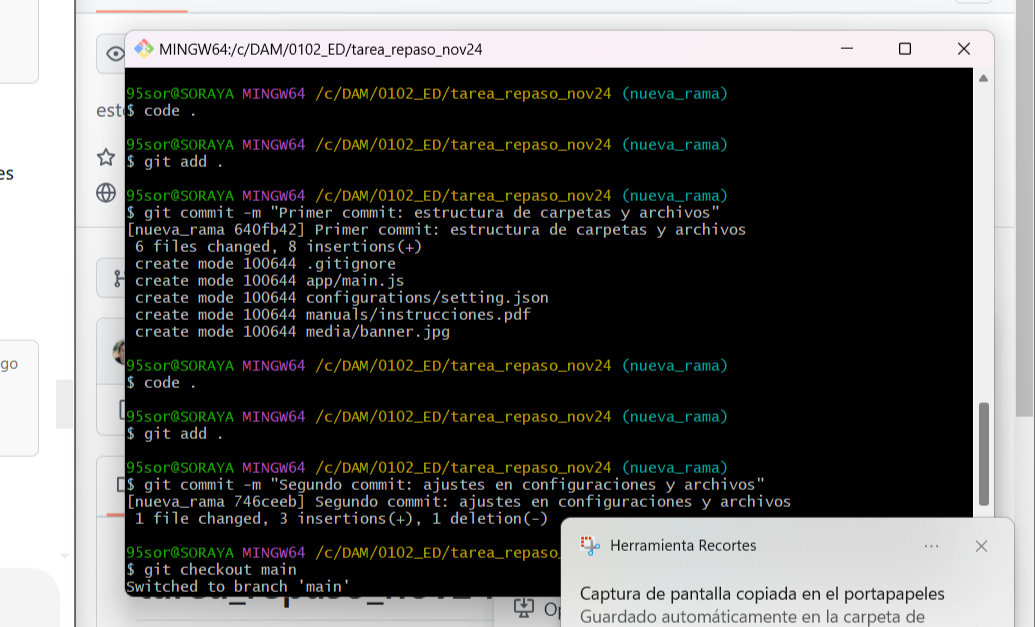 MINGW64:/c/DAM/0102_ED/tarea_repaso_nov24
95sor@SORAYA MINGW64 /c/DAM/0102_ED/tarea_repaso_nov24 (nueva_rama)
$ code .
95sor@SORAYA MINGW64 /c/DAM/0102_ED/tarea_repaso_nov24 (nueva_rama)
$ git add .
95sor@SORAYA MINGW64 /c/DAM/0102_ED/tarea_repaso_nov24 (nueva_rama)
$ git commit -m "Primer commit: estructura de carpetas y archivos"
[nueva_rama 640fb42] Primer commit: estructura de carpetas y archivos
6 files changed, 8 insertions(+)
create mode 100644 .gitignore
create mode 100644 app/main.js
create mode 100644 configurations/setting.json
create mode 100644 manuals/instrucciones.pdf
create mode 100644 media/banner.jpg
95sor@SORAYA MINGW64 /c/DAM/0102_ED/tarea_repaso_nov24 (nueva_rama)
$ code .
95sor@SORAYA MINGW64 /c/DAM/0102_ED/tarea_repaso_nov24 (nueva_rama)
$ git add .
95sor@SORAYA MINGW64 /c/DAM/0102_ED/tarea_repaso_nov24 (nueva_rama)
$ git commit -m "Segundo commit: ajustes en configuraciones y archivos"
[nueva_rama 746ceeb] Segundo commit: ajustes en configuraciones y archivos
1 file changed, 3 insertions(+), 1 deletion(-)
95sor@SORAYA MINGW64 /c/DAM/0102_ED/tarea_repaso_
$ git checkout main
Switched to branch 'main'
Herramienta Recortes
Captura de pantalla copiada en el portapapeles
Guardado automáticamente en la carpeta de
es
go